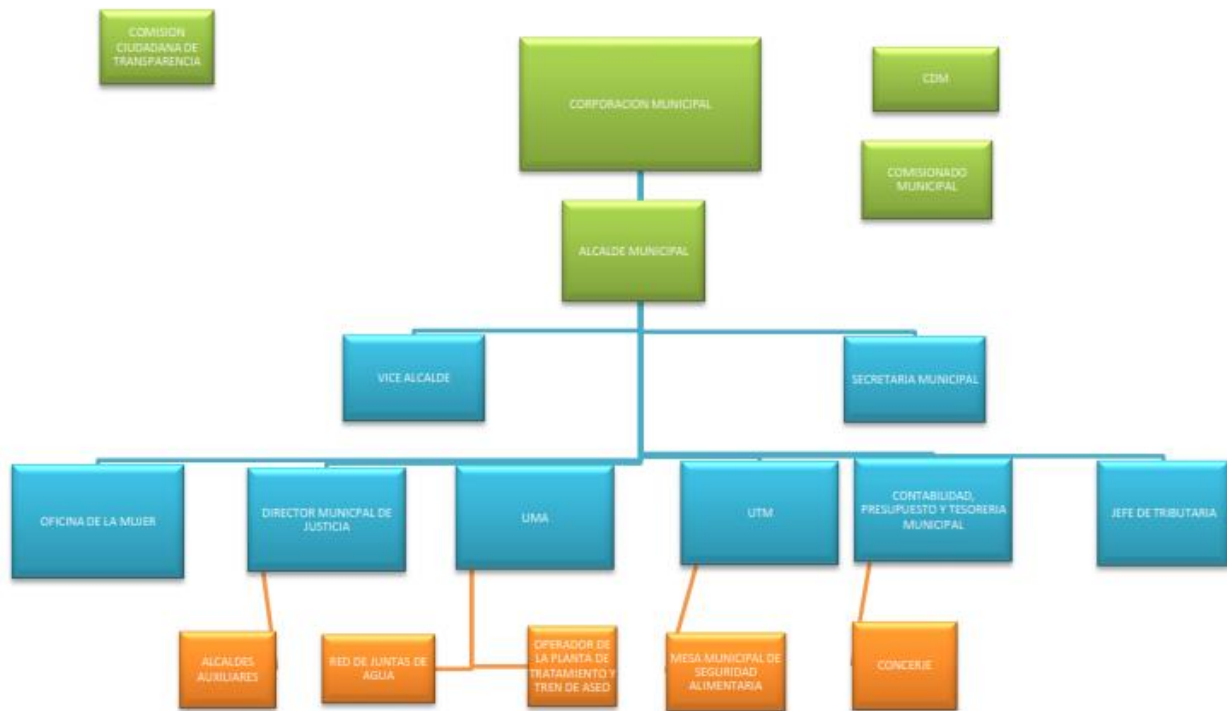 COMISION
CIUDADANA DE
TRANSPARENCIA
CORPORACION MUNICIPAL
CDM
COMISIONADO
MUNICIPAL
ALCALDE MUNICIPAL
VICE ALCALDE
SECRETARIA MUNICIPAL
OFICINA DE LA MUJER
DIRECTOR MUNICPAL DE
JUSTICIA
UMA
UTM
CONTABILIDAD,
PRESUPUESTO Y TESORERIA
MUNICIPAL
JEFE DE TRIBUTARIA
ALCALDES
AUXILIARES
RED DE JUNTAS DE
AGUA
OPERADOR DE
LA PLANTA DE
TRATAMIENTO Y
TREN DE ASEO
MESA MUNICIPAL DE
SEGURIDAD
ALIMENTARIA
CONCERJE